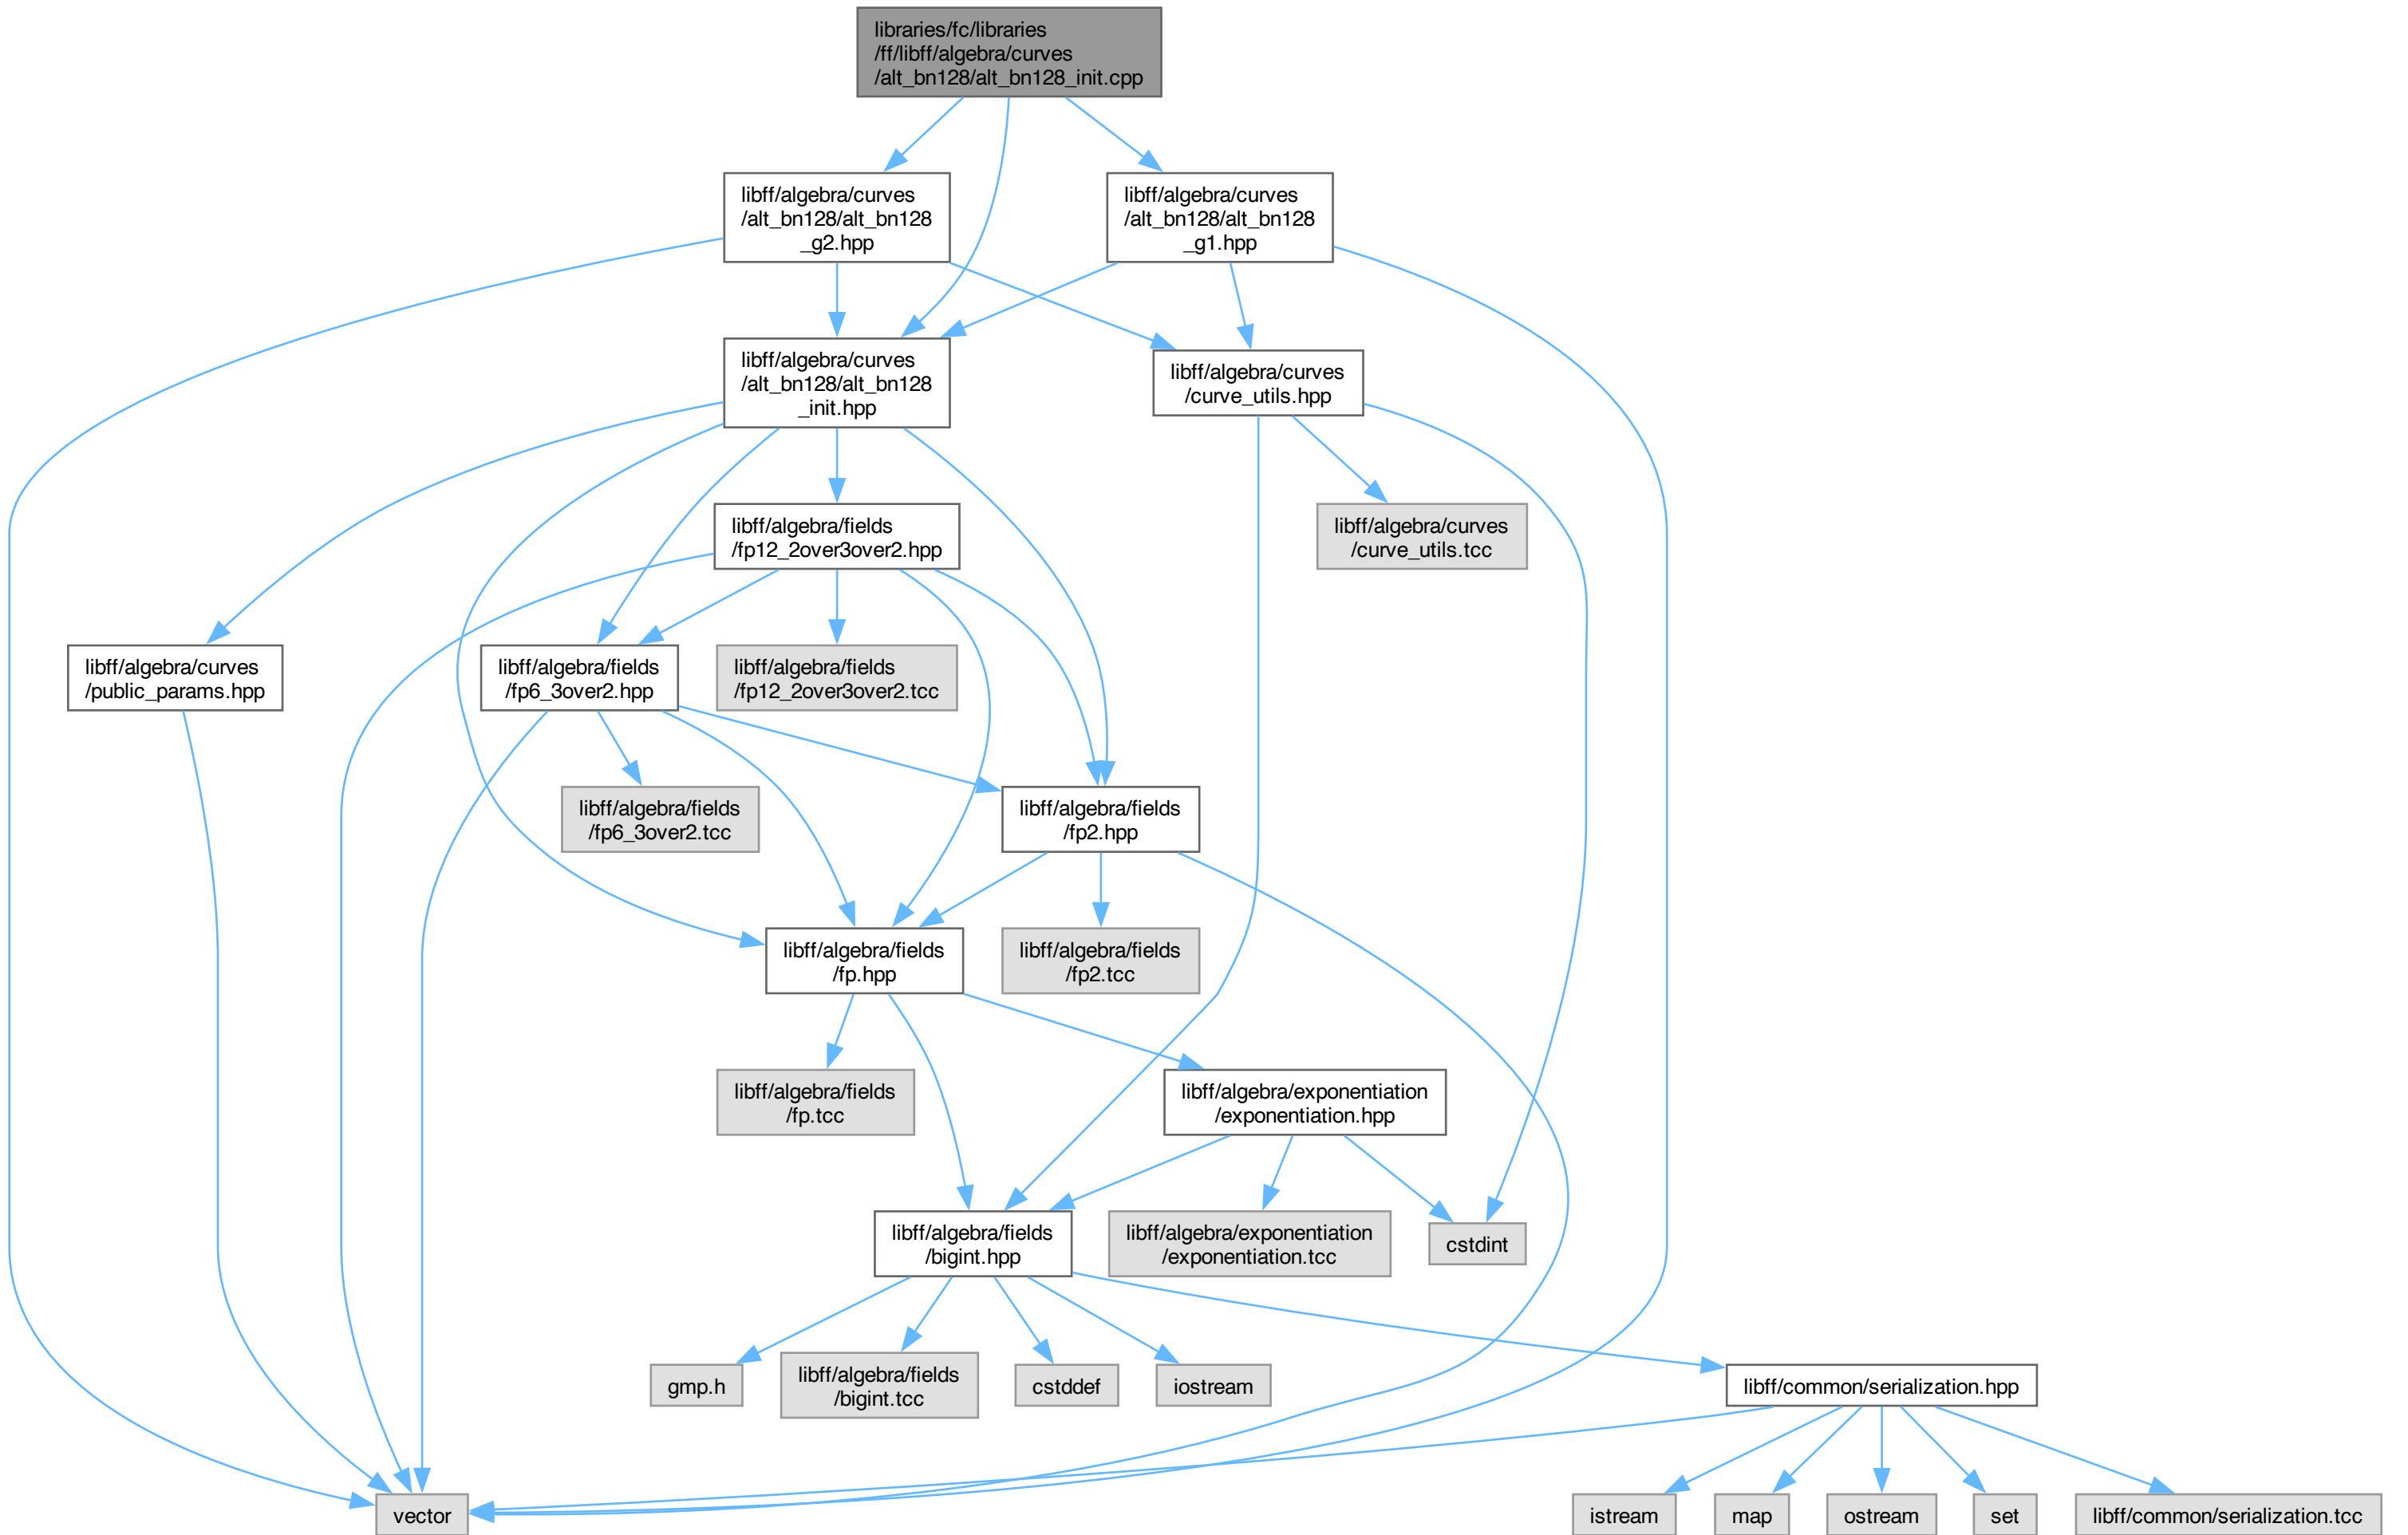 libraries/fc/libraries
/ff/libff/algebra/curves
/alt_bn128/alt_bn128_init.cpp
libff/algebra/curves
/alt_bn128/alt_bn128
_g2.hpp
libff/algebra/curves
/alt_bn128/alt_bn128
_g1.hpp
libff/algebra/curves
/alt_bn128/alt_bn128
_init.hpp
libff/algebra/curves
/curve_utils.hpp
libff/algebra/fields
/fp12_2over3over2.hpp
libff/algebra/curves
/curve_utils.tcc
libff/algebra/curves
/public_params.hpp
libff/algebra/fields
/fp6_3over2.hpp
libff/algebra/fields
/fp12_2over3over2.tcc
libff/algebra/fields
/fp6_3over2.tcc
libff/algebra/fields
/fp2.hpp
libff/algebra/fields
/fp.hpp
libff/algebra/fields
/fp2.tcc
libff/algebra/fields
/fp.tcc
libff/algebra/exponentiation
/exponentiation.hpp
libff/algebra/fields
/bigint.hpp
libff/algebra/exponentiation
/exponentiation.tcc
cstdint
gmp.h
libff/algebra/fields
/bigint.tcc
cstddef
iostream
libff/common/serialization.hpp
vector
istream
map
ostream
set
libff/common/serialization.tcc